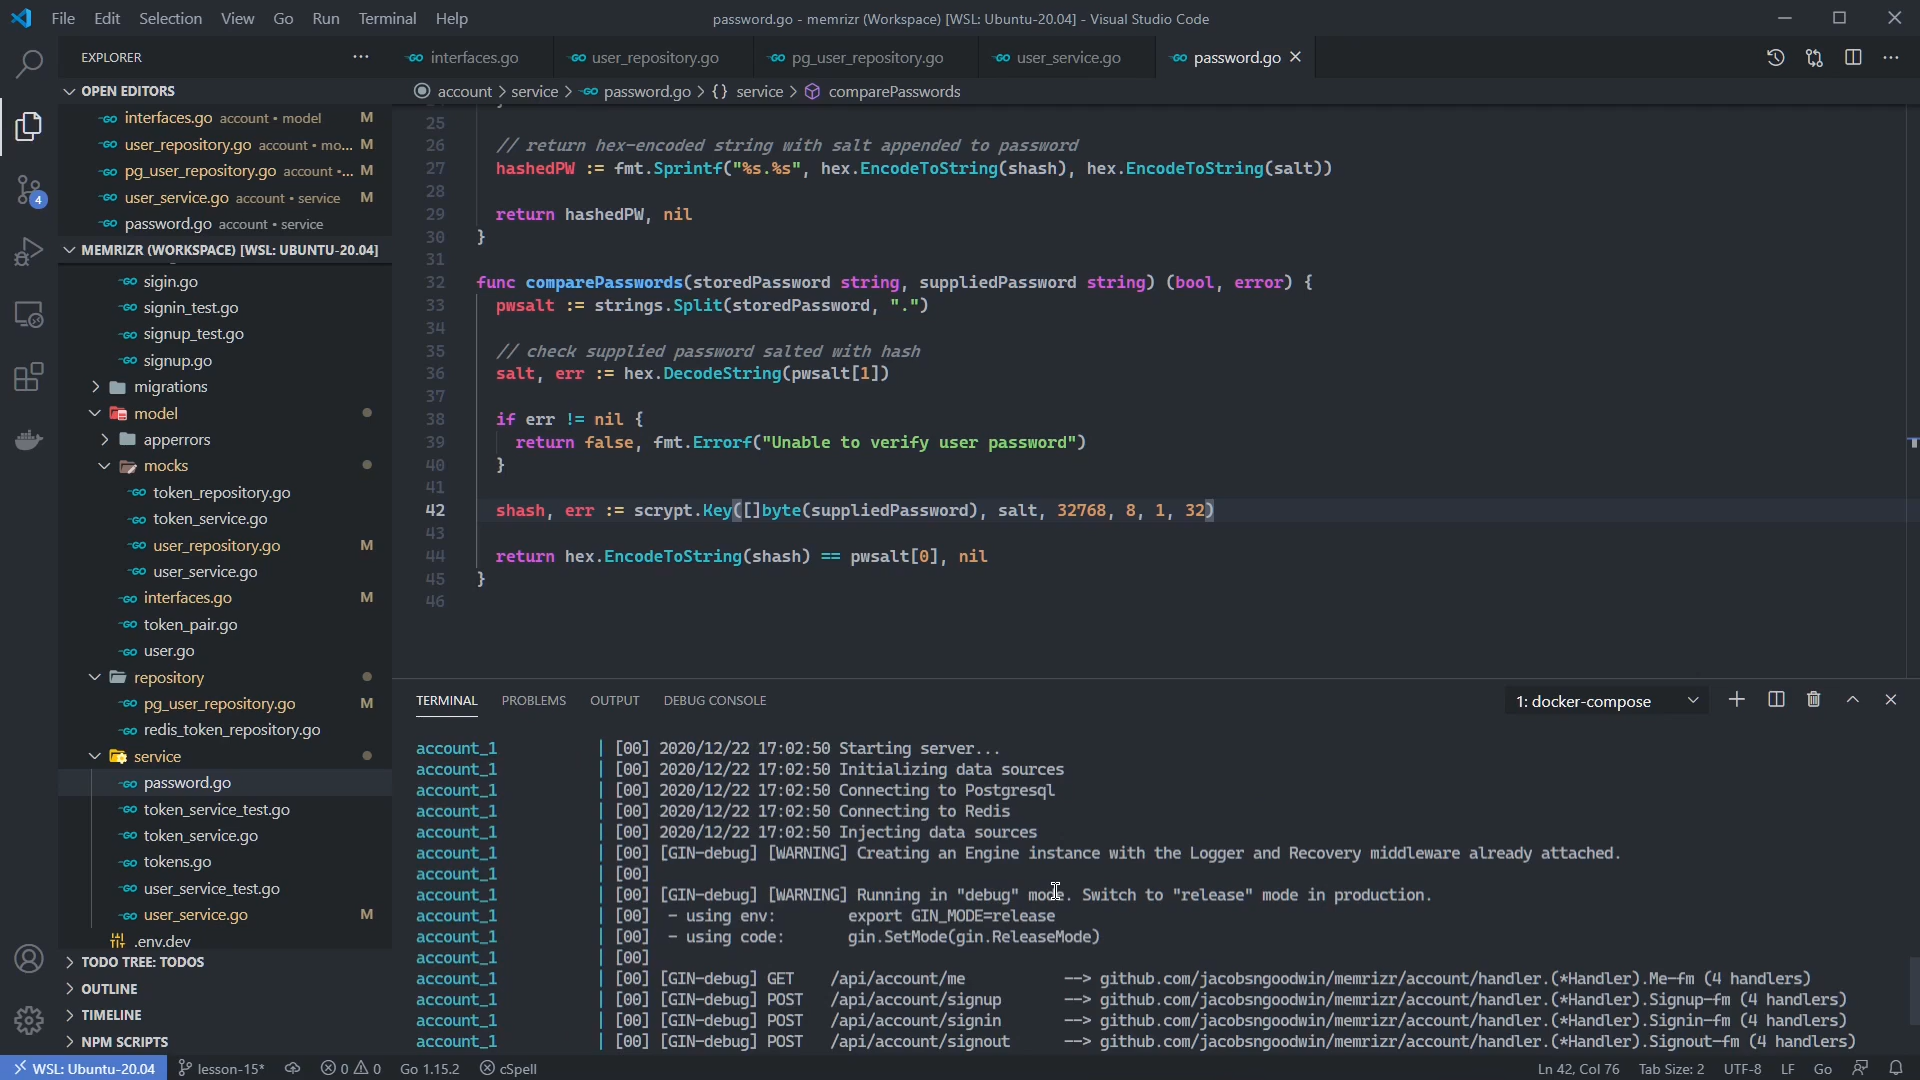 File Edit Selection View Go Run Terminal Help
password.go - memrizr (Workspace) [WSL: Ubuntu-20.04] - Visual Studio Code
EXPLORER
OPEN EDITORS
interfaces.go account • model M
user_repository.go account • mo... M
pg_user_repository.go account •... M
user_service.go account • service M
password.go account • service
MEMRIZR (WORKSPACE) [WSL: UBUNTU-20.04]
sigin.go
signin_test.go
signup_test.go
signup.go
migrations
model
apperrors
mocks
token_repository.go
token_service.go
user_repository.go M
user_service.go
interfaces.go M
token_pair.go
user.go
repository
pg_user_repository.go M
redis_token_repository.go
service
password.go
token_service_test.go
token_service.go
tokens.go
user_service_test.go
user_service.go M
.env.dev
TODO TREE: TODOS
OUTLINE
TIMELINE
NPM SCRIPTS
4
interfaces.go user_repository.go pg_user_repository.go user_service.go password.go
account > service > password.go > {} service > comparePasswords
25
26 // return hex-encoded string with salt appended to password
27 hashedPW := fmt.Sprintf("%s.%s", hex.EncodeToString(shash), hex.EncodeToString(salt))
28
29 return hashedPW, nil
30 }
31
32 func comparePasswords(storedPassword string, suppliedPassword string) (bool, error) {
33 pwsalt := strings.Split(storedPassword, ".")
34
35 // check supplied password salted with hash
36 salt, err := hex.DecodeString(pwsalt[1])
37
38 if err != nil {
39 return false, fmt.Errorf("Unable to verify user password")
40 }
41
42 shash, err := scrypt.Key([]byte(suppliedPassword), salt, 32768, 8, 1, 32)
43
44 return hex.EncodeToString(shash) == pwsalt[0], nil
45 }
46
TERMINAL PROBLEMS OUTPUT DEBUG CONSOLE 1: docker-compose
account_1 | [00] 2020/12/22 17:02:50 Starting server...
account_1 | [00] 2020/12/22 17:02:50 Initializing data sources
account_1 | [00] 2020/12/22 17:02:50 Connecting to Postgresql
account_1 | [00] 2020/12/22 17:02:50 Connecting to Redis
account_1 | [00] 2020/12/22 17:02:50 Injecting data sources
account_1 | [00] [GIN-debug] [WARNING] Creating an Engine instance with the Logger and Recovery middleware already attached.
account_1 | [00]
account_1 | [00] [GIN-debug] [WARNING] Running in "debug" mode. Switch to "release" mode in production.
account_1 | [00] - using env: export GIN_MODE=release
account_1 | [00] - using code: gin.SetMode(gin.ReleaseMode)
account_1 | [00]
account_1 | [00] [GIN-debug] GET /api/account/me --> github.com/jacobsngoodwin/memrizr/account/handler.(*Handler).Me-fm (4 handlers)
account_1 | [00] [GIN-debug] POST /api/account/signup --> github.com/jacobsngoodwin/memrizr/account/handler.(*Handler).Signup-fm (4 handlers)
account_1 | [00] [GIN-debug] POST /api/account/signin --> github.com/jacobsngoodwin/memrizr/account/handler.(*Handler).Signin-fm (4 handlers)
account_1 | [00] [GIN-debug] POST /api/account/signout --> github.com/jacobsngoodwin/memrizr/account/handler.(*Handler).Signout-fm (4 handlers)
WSL: Ubuntu-20.04 lesson-15* 0 0 Go 1.15.2 cSpell Ln 42, Col 76 Tab Size: 2 UTF-8 LF Go